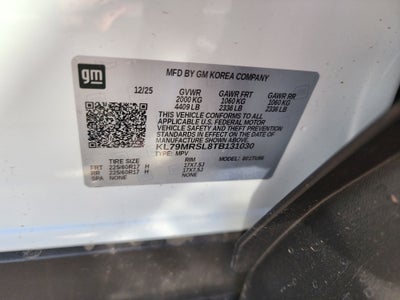 gm
MFD BY GM KOREA COMPANY
12/25 GVWR GAWR FRT GAWR RR
2000 KG 1060 KG 1060 KG
4409 LB 2336 LB 2336 LB
THIS VEHICLE CONFORMS TO ALL
APPLICABLE U.S. FEDERAL MOTOR
VEHICLE SAFETY AND THEFT PREVENTION
STANDARDS IN EFFECT ON THE DATE OF
MANUFACTURE SHOWN ABOVE.
KL79MRSL8TB131030
TYPE: MPV MODEL:
TIRE SIZE RIM
FRT 225/60R17 H 17X7.5J
RR 225/60R17 H 17X7.5J
SPA NONE NONE